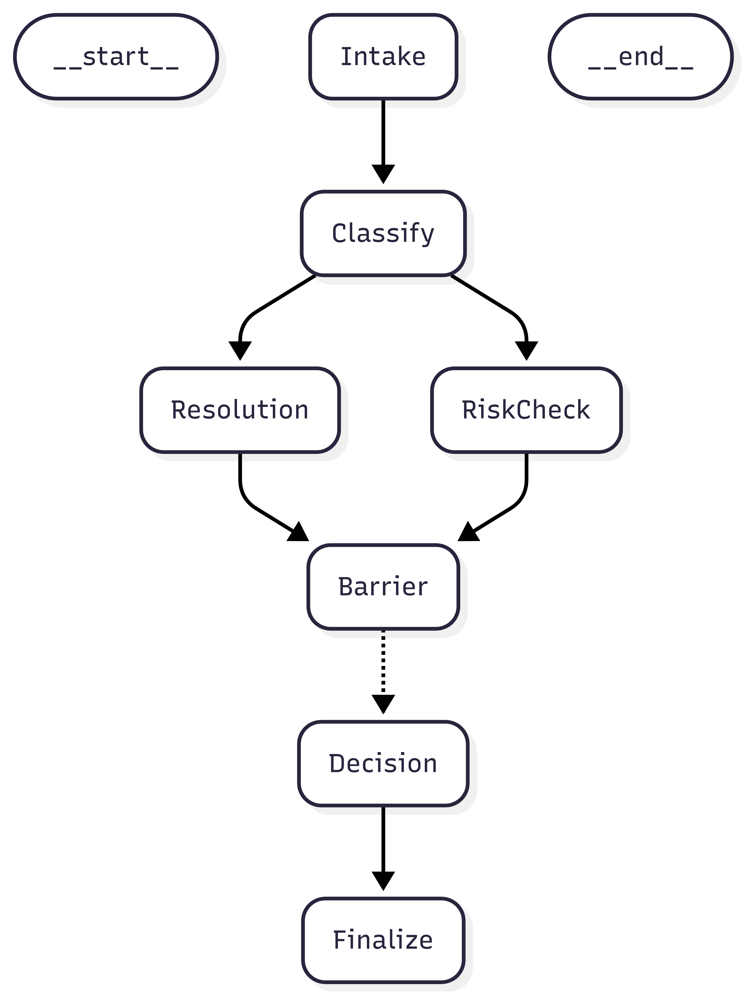 __start__
Intake
__end__
Classify
Resolution
RiskCheck
Barrier
Decision
Finalize